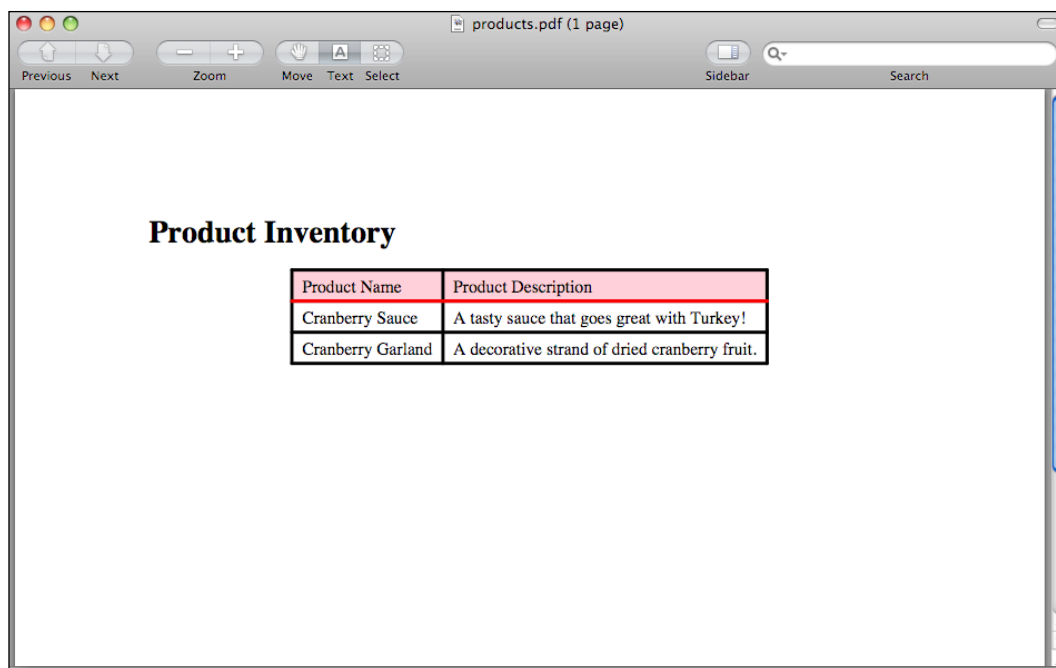 products.pdf (1 page)
Previous Next Zoom Move Text Select Sidebar Search
Product Inventory
Product Name Product Description
Cranberry Sauce A tasty sauce that goes great with Turkey!
Cranberry Garland A decorative strand of dried cranberry fruit.